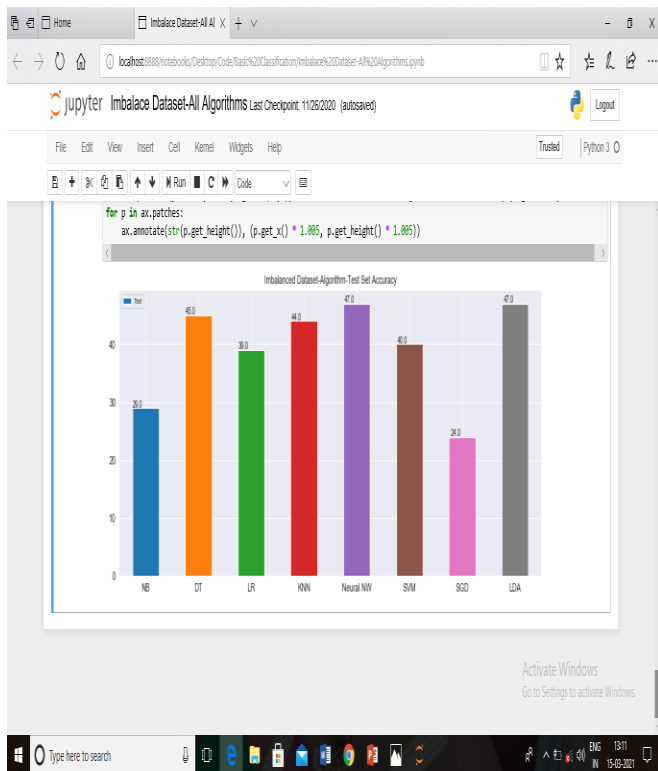 Home
Imbalace Dataset-All Al
localhost:8888/notebooks/Desktop/Code/Basic%20Classification/Imbalace%20Dataset-All%20Algorithms.ipynb
jupyter Imbalace Dataset-All Algorithms Last Checkpoint: 11/26/2020 (autosaved)
Logout
File Edit View Insert Cell Kernel Widgets Help
Trusted Python 3
Run Code
for p in ax.patches:
ax.annotate(str(p.get_height()), (p.get_x() * 1.005, p.get_height() * 1.005))
Imbalanced Dataset-Algorithm-Test Set Accuracy
Test
47.0 47.0
45.0
44.0
40.0
39.0
29.0
24.0
40
30
20
10
0
NB DT LR KNN Neural NW SVM SGD LDA
Activate Windows
Go to Settings to activate Windows.
Type here to search
ENG 13:11
IN 15-03-2021